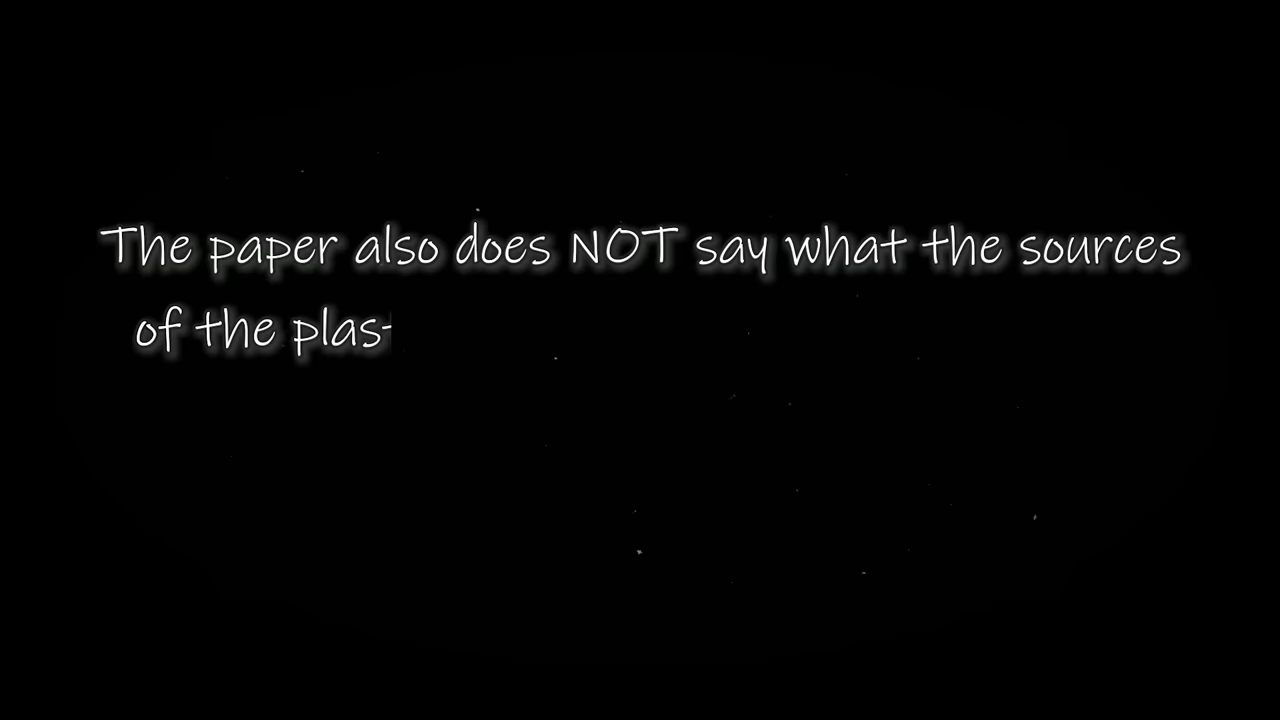 The paper also does NOT say what the sources
of the plas